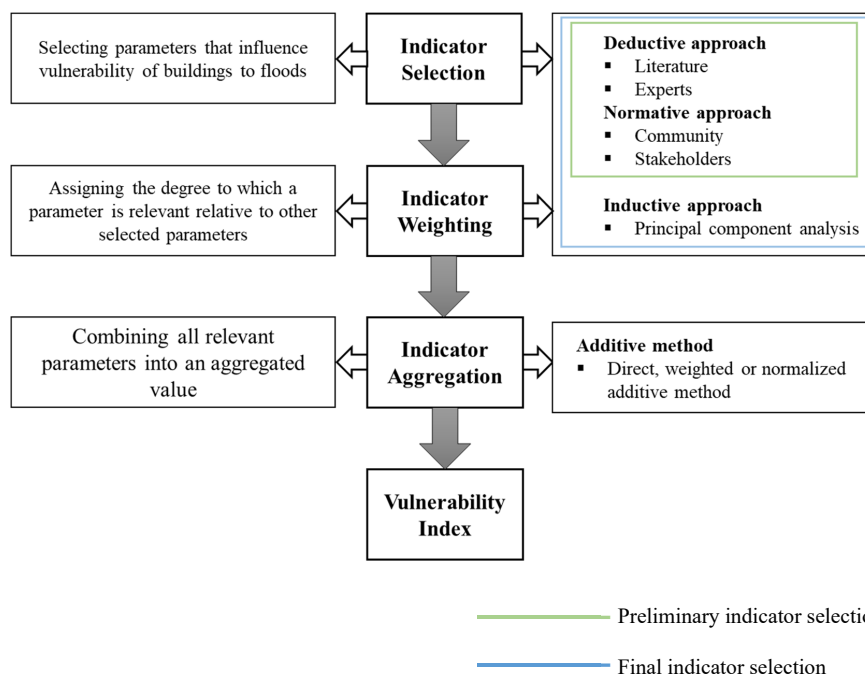 Selecting parameters that influence
vulnerability of buildings to floods
Indicator
Selection
Deductive approach
▪ Literature
▪ Experts
Normative approach
▪ Community
▪ Stakeholders
Assigning the degree to which a
parameter is relevant relative to other
selected parameters
Indicator
Weighting
Inductive approach
▪ Principal component analysis
Combining all relevant
parameters into an aggregated
value
Indicator
Aggregation
Additive method
▪ Direct, weighted or normalized
additive method
Vulnerability
Index
Preliminary indicator selectio
Final indicator selection